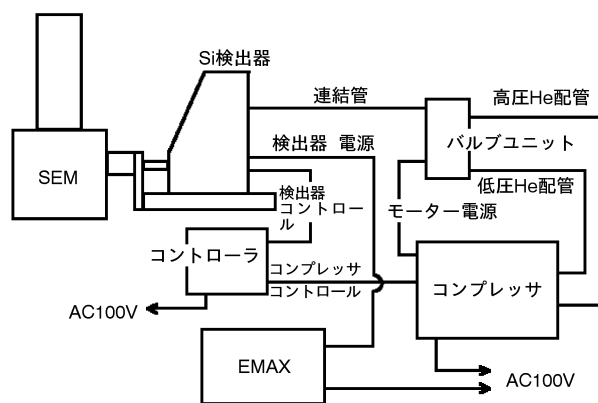 Si検出器
連結管
高圧He配管
バルブユニット
検出器 電源
SEM
低圧He配管
検出器
コントロー
ル
モーター電源
コントローラ
コンプレッサ
コントロール
コンプレッサ
AC100V
EMAX
AC100V